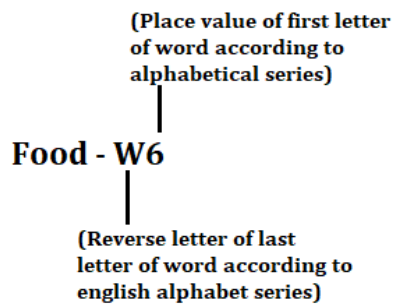 (Place value of first letter
of word according to
alphabetical series)
Food - W6
(Reverse letter of last
letter of word according to
english alphabet series)